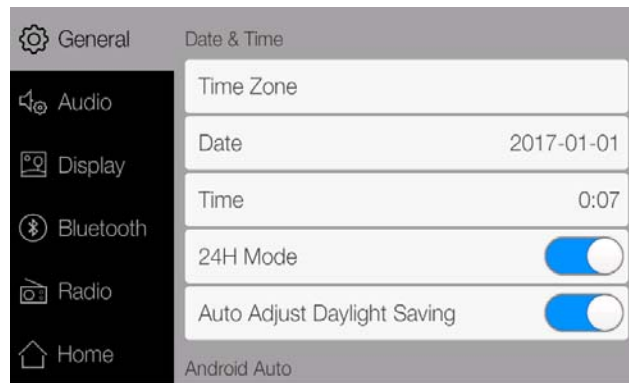 General
Audio
Display
Bluetooth
Radio
Home
Date & Time
Time Zone
Date 2017-01-01
Time 0:07
24H Mode
Auto Adjust Daylight Saving
Android Auto